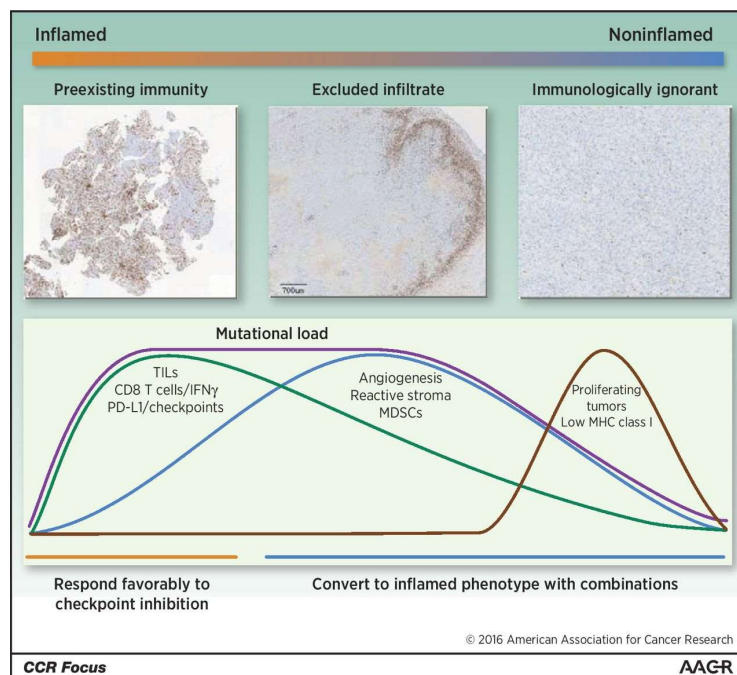 Inflamed
Noninflamed
Preexisting immunity
Excluded infiltrate
Immunologically ignorant
700um
Mutational load
TILs
CD8 T cells/IFNγ
PD-L1/checkpoints
Angiogenesis
Reactive stroma
MDSCs
Proliferating
tumors
Low MHC class I
Respond favorably to
checkpoint inhibition
Convert to inflamed phenotype with combinations
© 2016 American Association for Cancer Research
CCR Focus
AACR